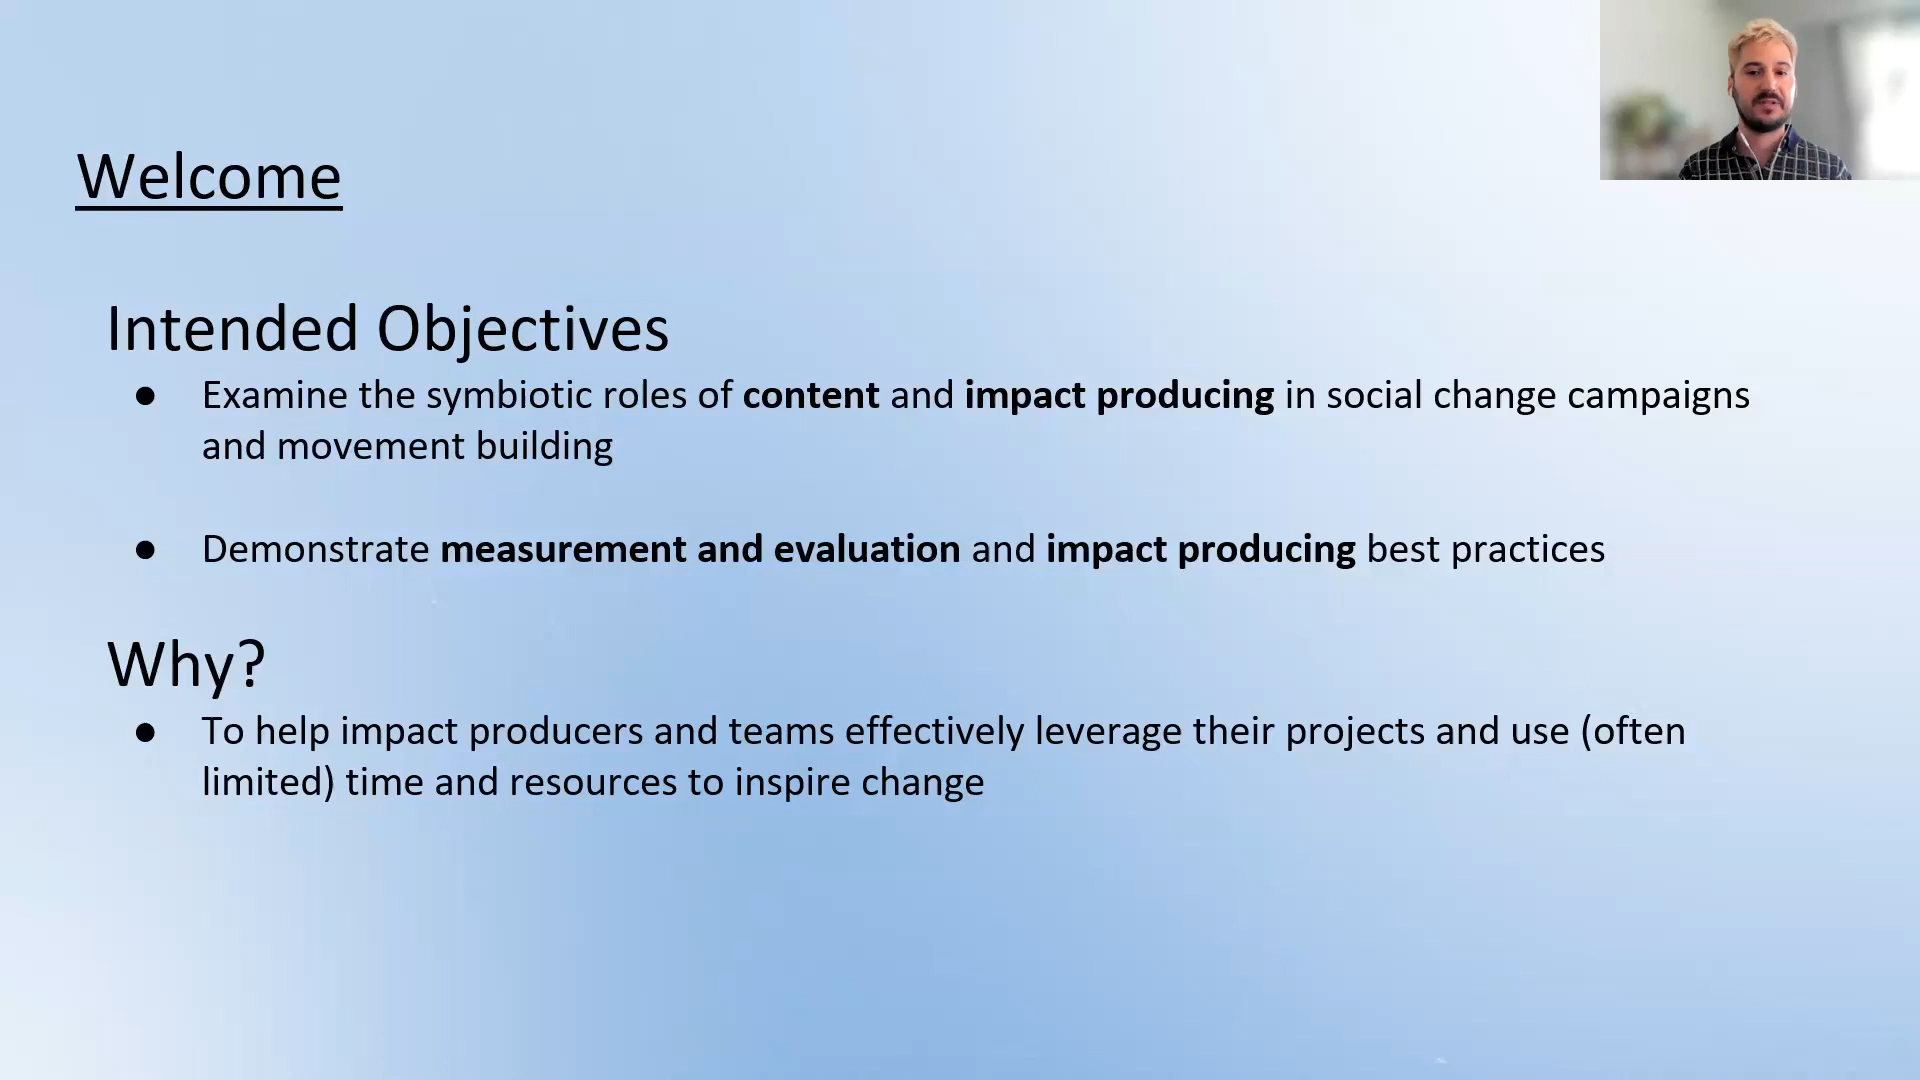 Welcome
Intended Objectives
● Examine the symbiotic roles of content and impact producing in social change campaigns
and movement building
● Demonstrate measurement and evaluation and impact producing best practices
Why?
● To help impact producers and teams effectively leverage their projects and use (often
limited) time and resources to inspire change